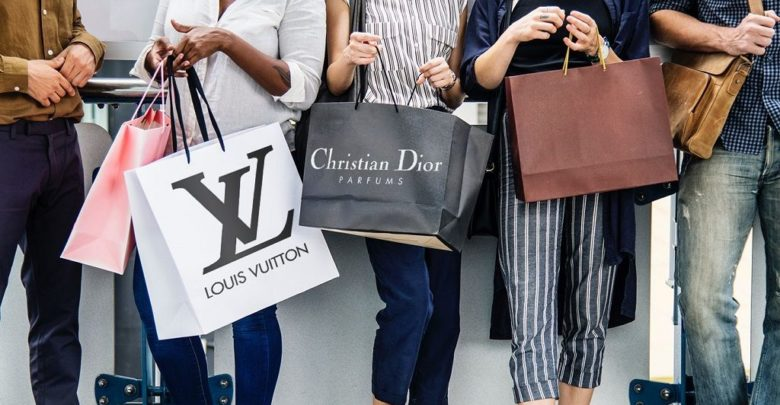 LV
LOUIS VUITTON
Christian Dior
PARFUMS